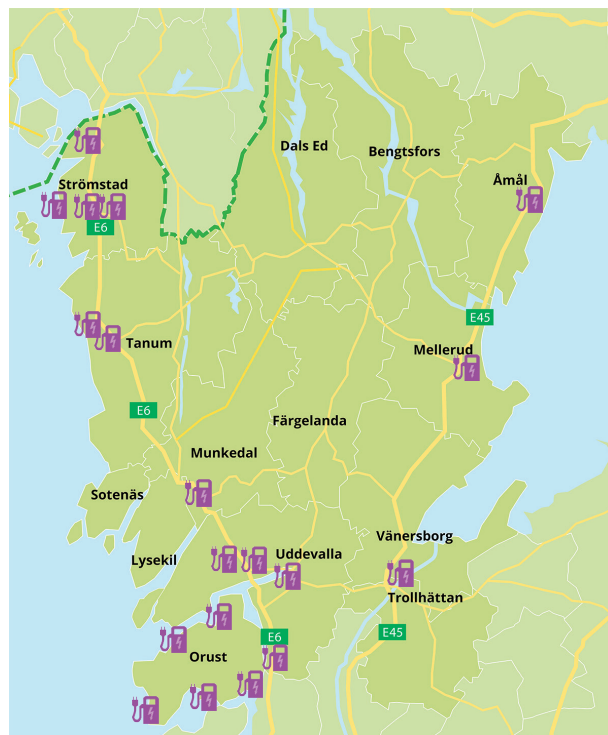 Dals Ed
Bengtsfors
Åmål
Strömstad
E6
E45
Tanum
Mellerud
E6
Färgelanda
Munkedal
Sotenäs
Vänersborg
Uddevalla
Lysekil
Trollhättan
E6
E45
Orust